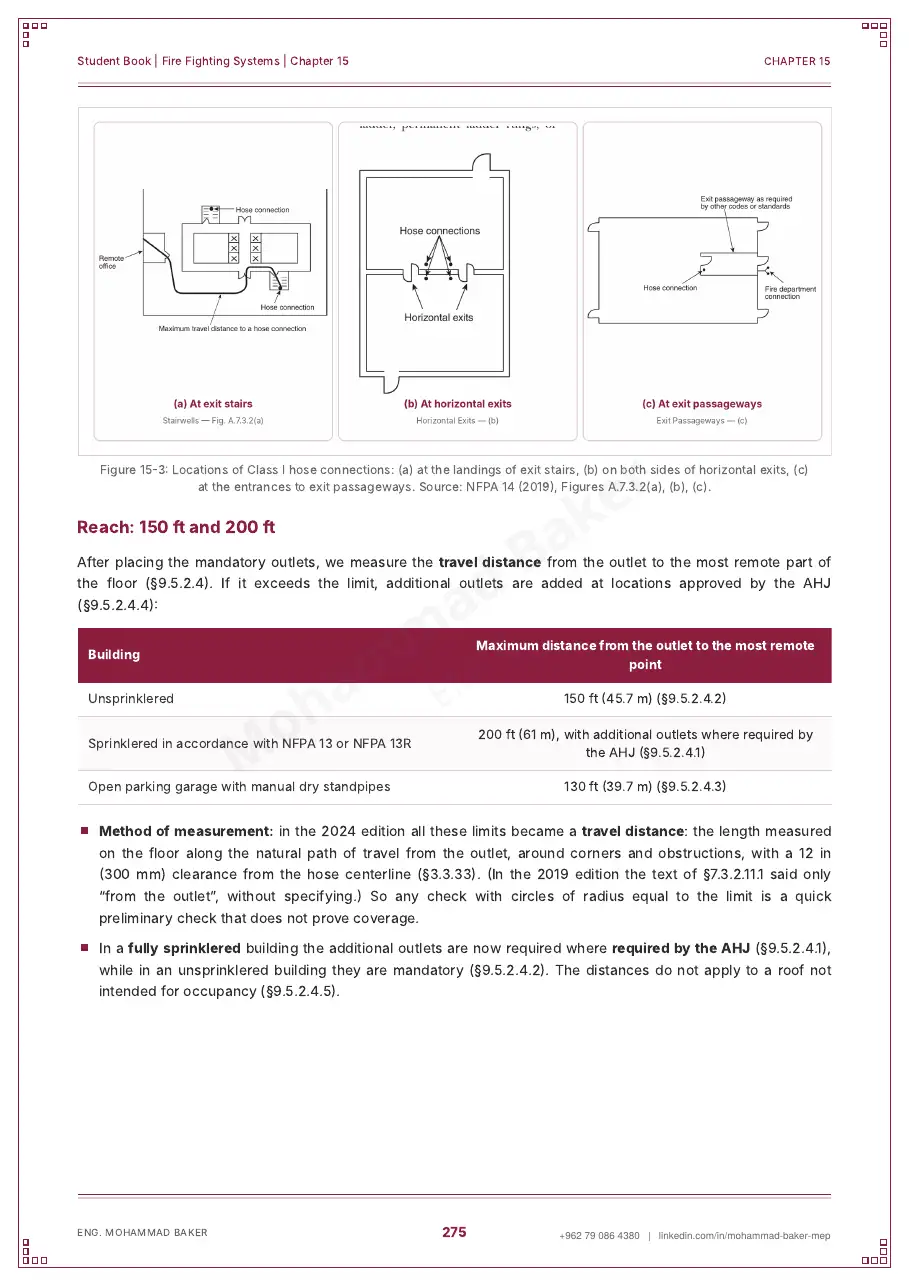 Student Book | Fire Fighting Systems | Chapter 15
CHAPTER 15
Hose connection
Remote
office
Hose connection
Maximum travel distance to a hose connection
(a) At exit stairs
Stairwells — Fig. A.7.3.2(a)
ladder, permanent ladder rungs, or
Hose connections
Horizontal exits
(b) At horizontal exits
Horizontal Exits — (b)
Exit passageway as required
by other codes or standards
Hose connection
Fire department
connection
(c) At exit passageways
Exit Passageways — (c)
Figure 15-3: Locations of Class I hose connections: (a) at the landings of exit stairs, (b) on both sides of horizontal exits, (c)
at the entrances to exit passageways. Source: NFPA 14 (2019), Figures A.7.3.2(a), (b), (c).
Reach: 150 ft and 200 ft
After placing the mandatory outlets, we measure the travel distance from the outlet to the most remote part of
the floor (§9.5.2.4). If it exceeds the limit, additional outlets are added at locations approved by the AHJ
(§9.5.2.4.4):
Building
Maximum distance from the outlet to the most remote
point
Unsprinklered
150 ft (45.7 m) (§9.5.2.4.2)
Sprinklered in accordance with NFPA 13 or NFPA 13R
200 ft (61 m), with additional outlets where required by
the AHJ (§9.5.2.4.1)
Open parking garage with manual dry standpipes
130 ft (39.7 m) (§9.5.2.4.3)
Method of measurement: in the 2024 edition all these limits became a travel distance: the length measured
on the floor along the natural path of travel from the outlet, around corners and obstructions, with a 12 in
(300 mm) clearance from the hose centerline (§3.3.33). (In the 2019 edition the text of §7.3.2.11.1 said only
“from the outlet”, without specifying.) So any check with circles of radius equal to the limit is a quick
preliminary check that does not prove coverage.
In a fully sprinklered building the additional outlets are now required where required by the AHJ (§9.5.2.4.1),
while in an unsprinklered building they are mandatory (§9.5.2.4.2). The distances do not apply to a roof not
intended for occupancy (§9.5.2.4.5).
Mohammad Baker
ENG. MOHAMMAD BAKER
275
+962 79 086 4380 | linkedin.com/in/mohammad-baker-mep